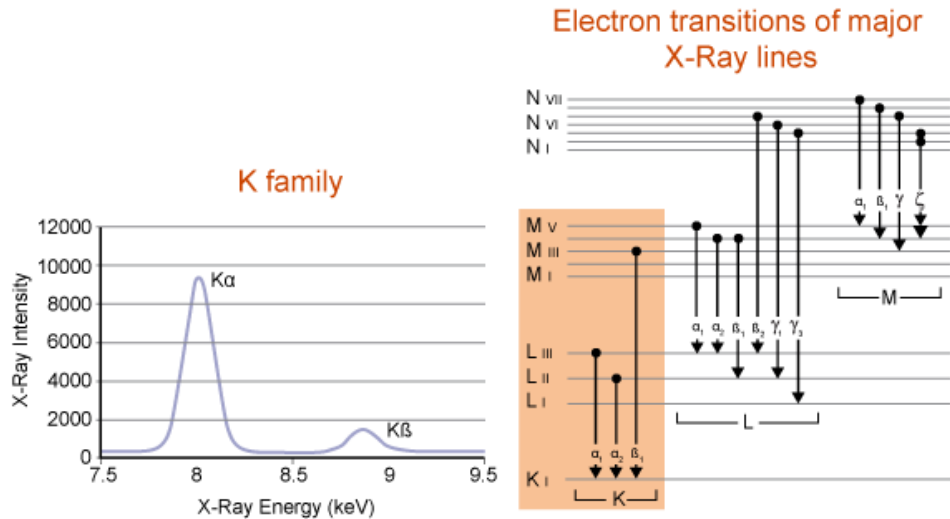 Electron transitions of major
X-Ray lines
K family
12000
10000
8000
6000
4000
2000
0
X-Ray Intensity
Kα
Kß
7.5
8
8.5
9
9.5
X-Ray Energy (keV)
N VII
N VI
N I
M V
M III
M I
L III
L II
L I
K I
α₁ ß₁ γ ζ
M
α₁ α₂ ß₁ ß₂ γ₁ γ₃
L
α₁ α₂ ß₁
K